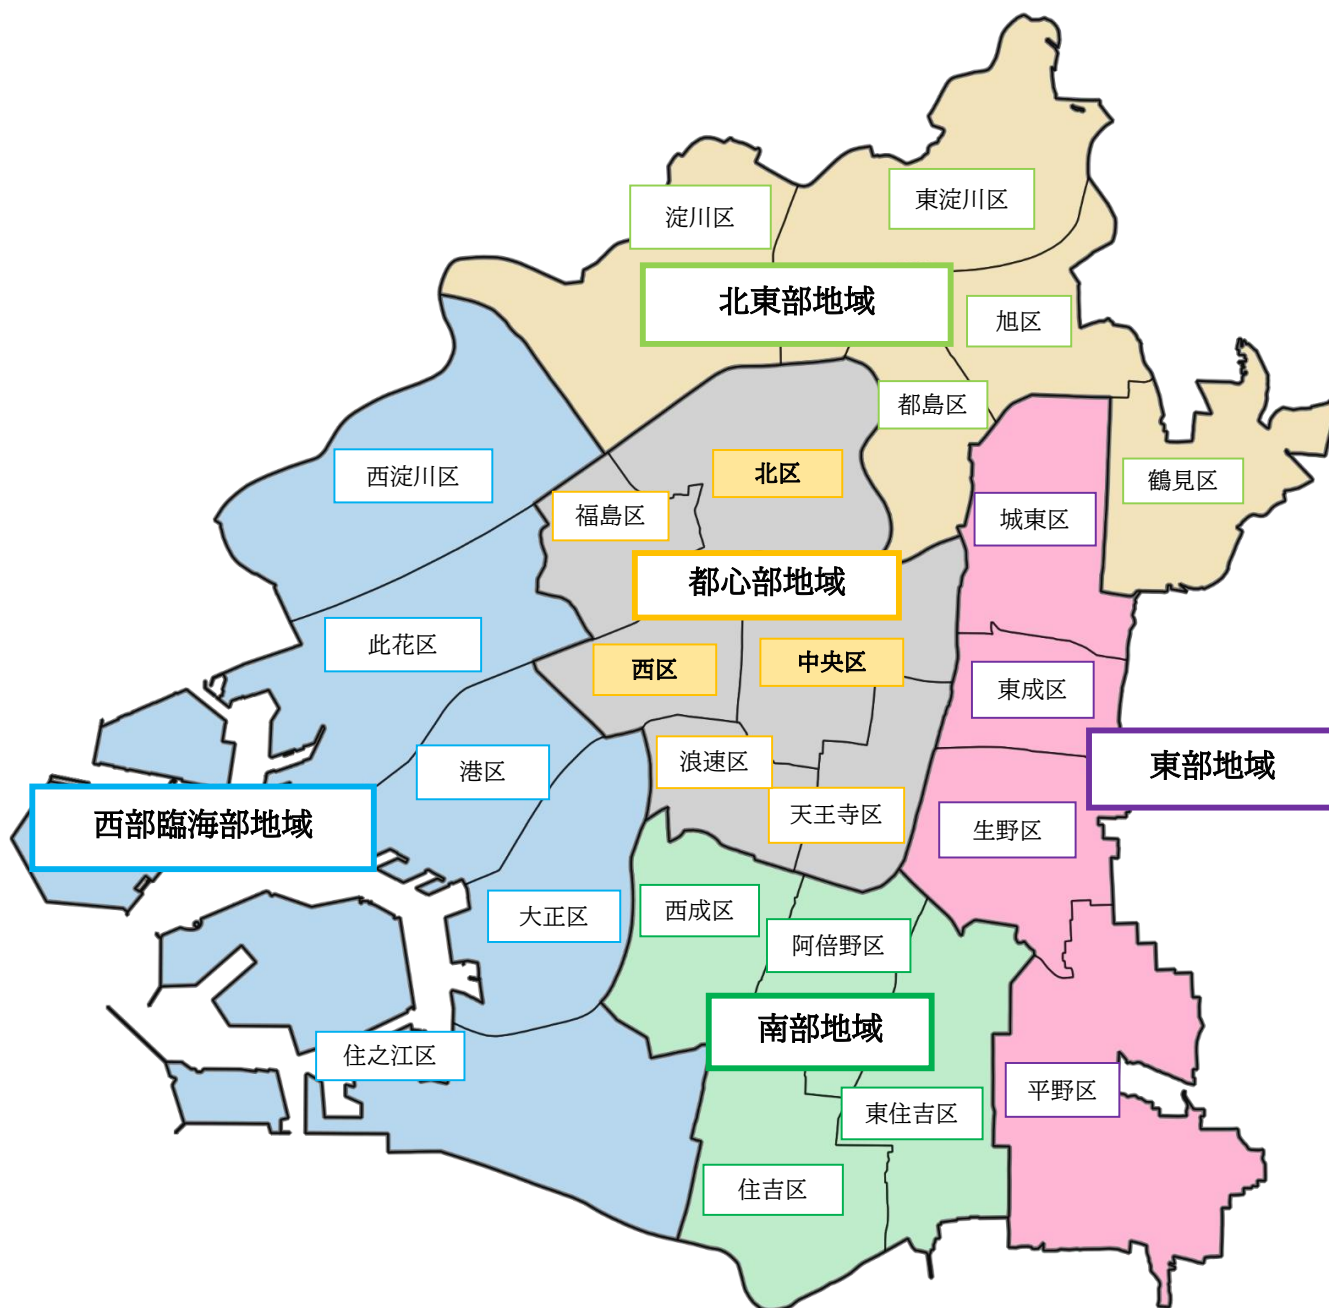 東淀川区
淀川区
北東部地域
旭区
都島区
西淀川区
北区
鶴見区
福島区
城東区
都心部地域
此花区
西区
中央区
東成区
港区
浪速区
東部地域
天王寺区
西部臨海部地域
生野区
大正区
西成区
阿倍野区
南部地域
住之江区
平野区
東住吉区
住吉区